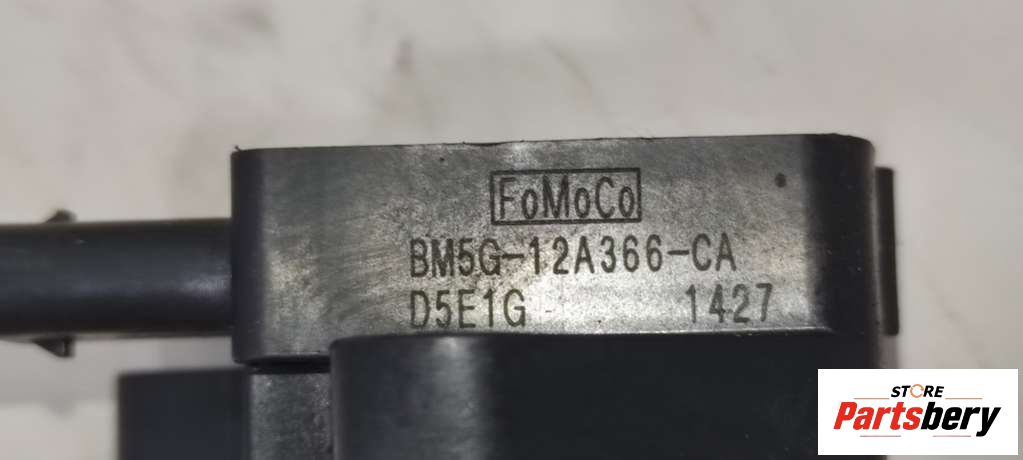 FoMoCo
BM5G-12A366-CA
D5E1G 1427
STORE
Partsbery